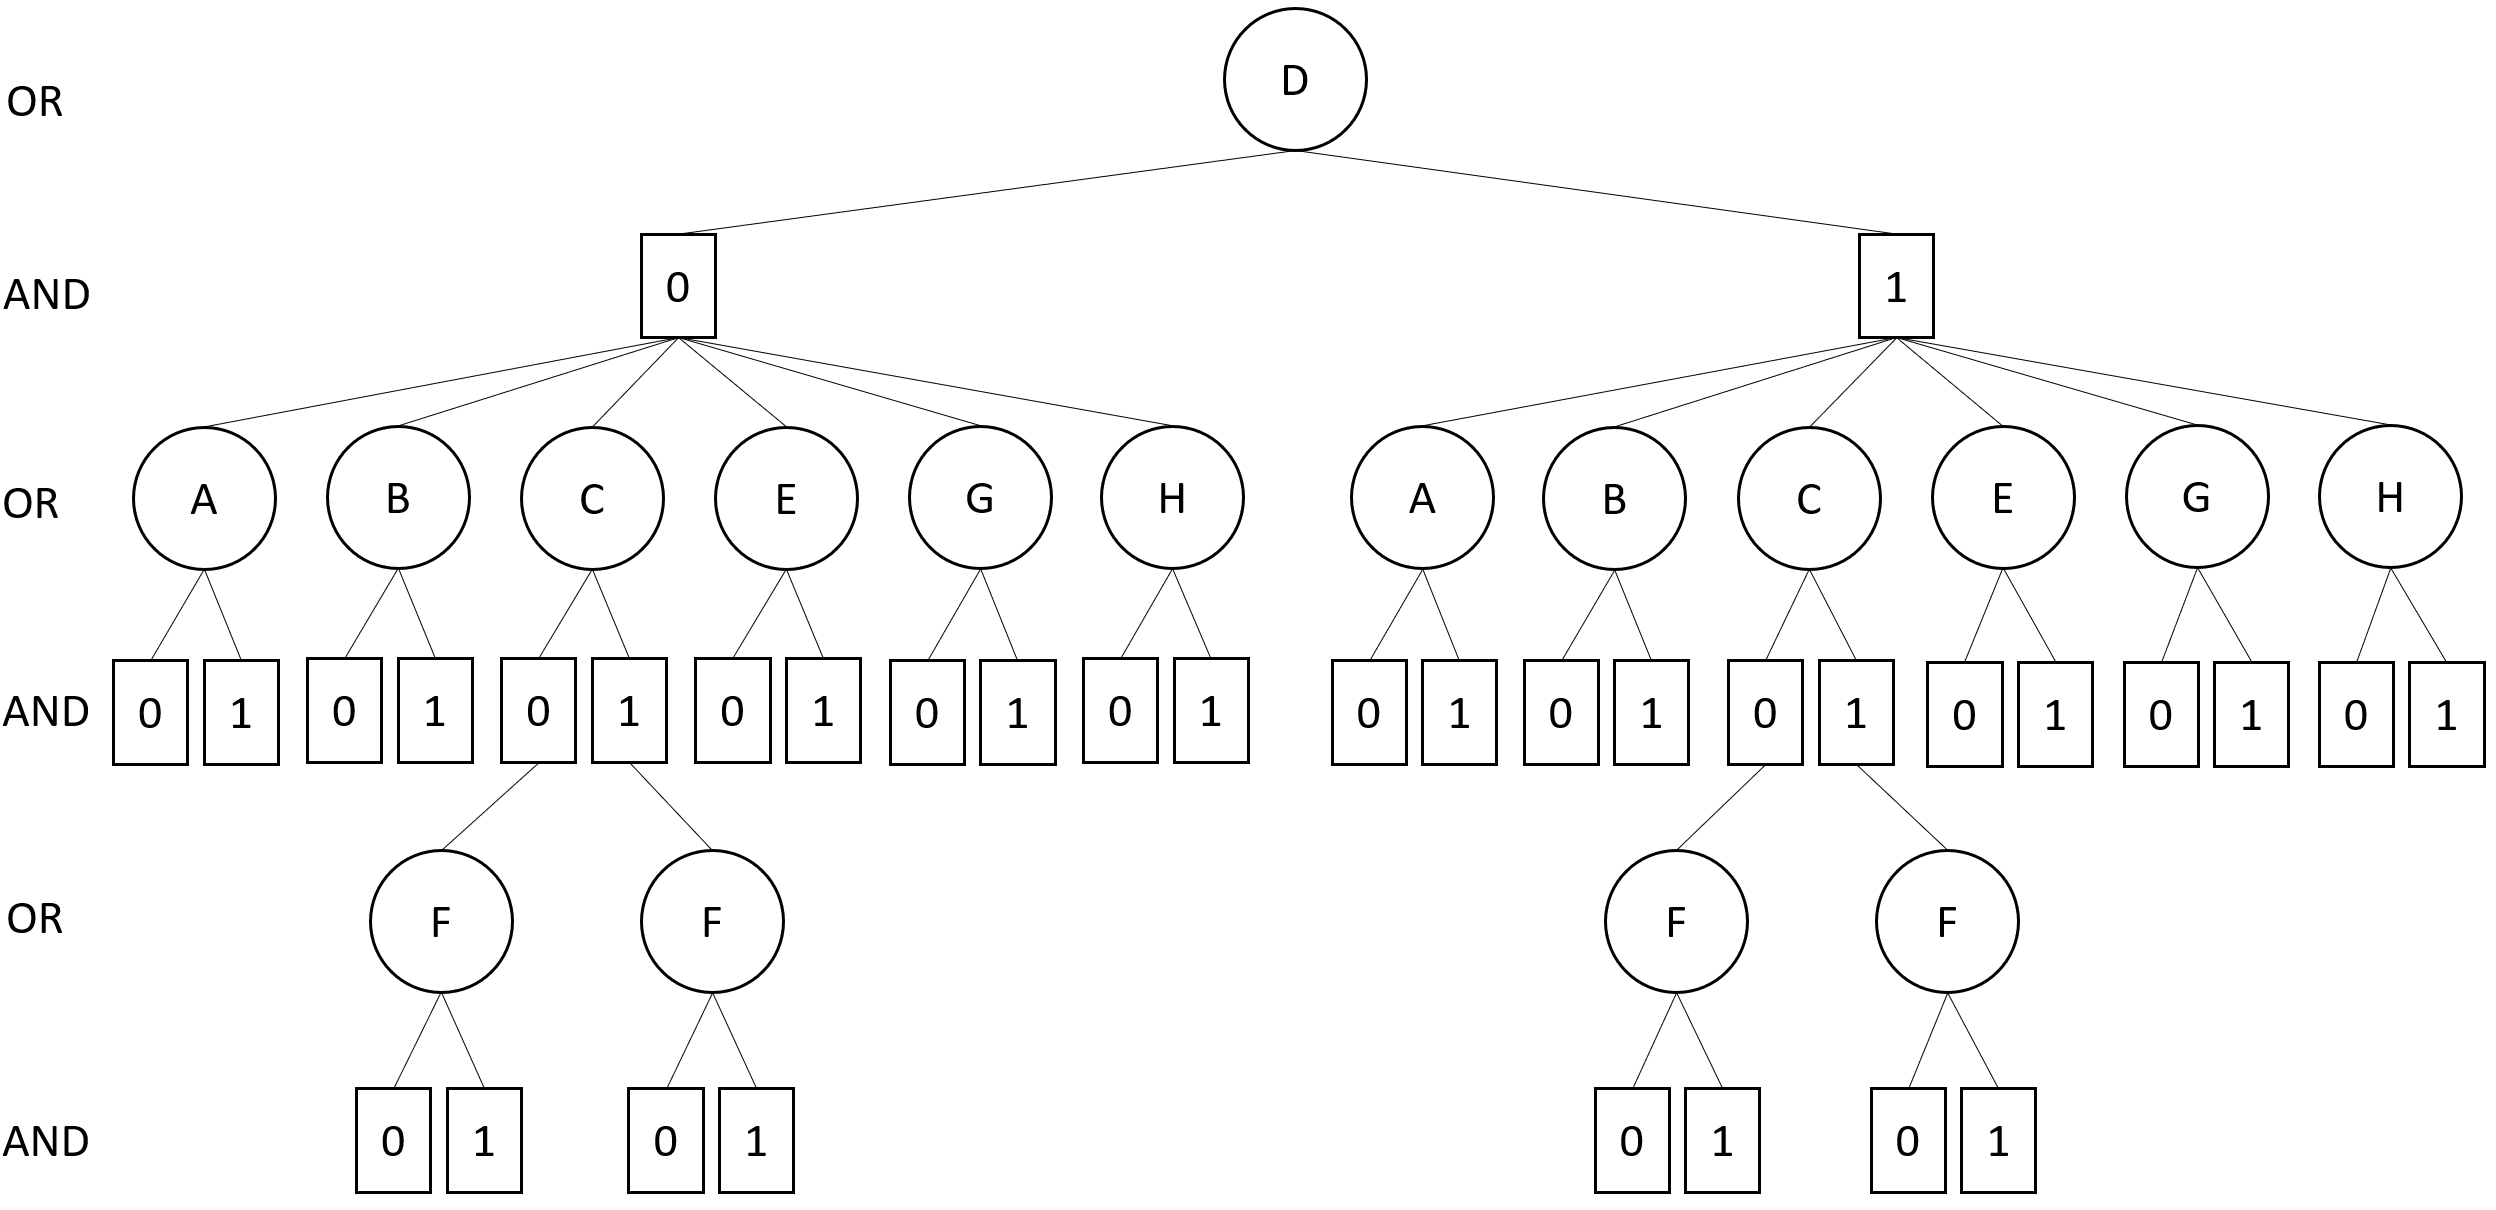 D
OR
AND 0 1
OR A B C E G H A B C E G H
AND 0 1 0 1 0 1 0 1 0 1 0 1 0 1 0 1 0 1 0 1 0 1 0 1
OR F F F F
AND 0 1 0 1 0 1 0 1